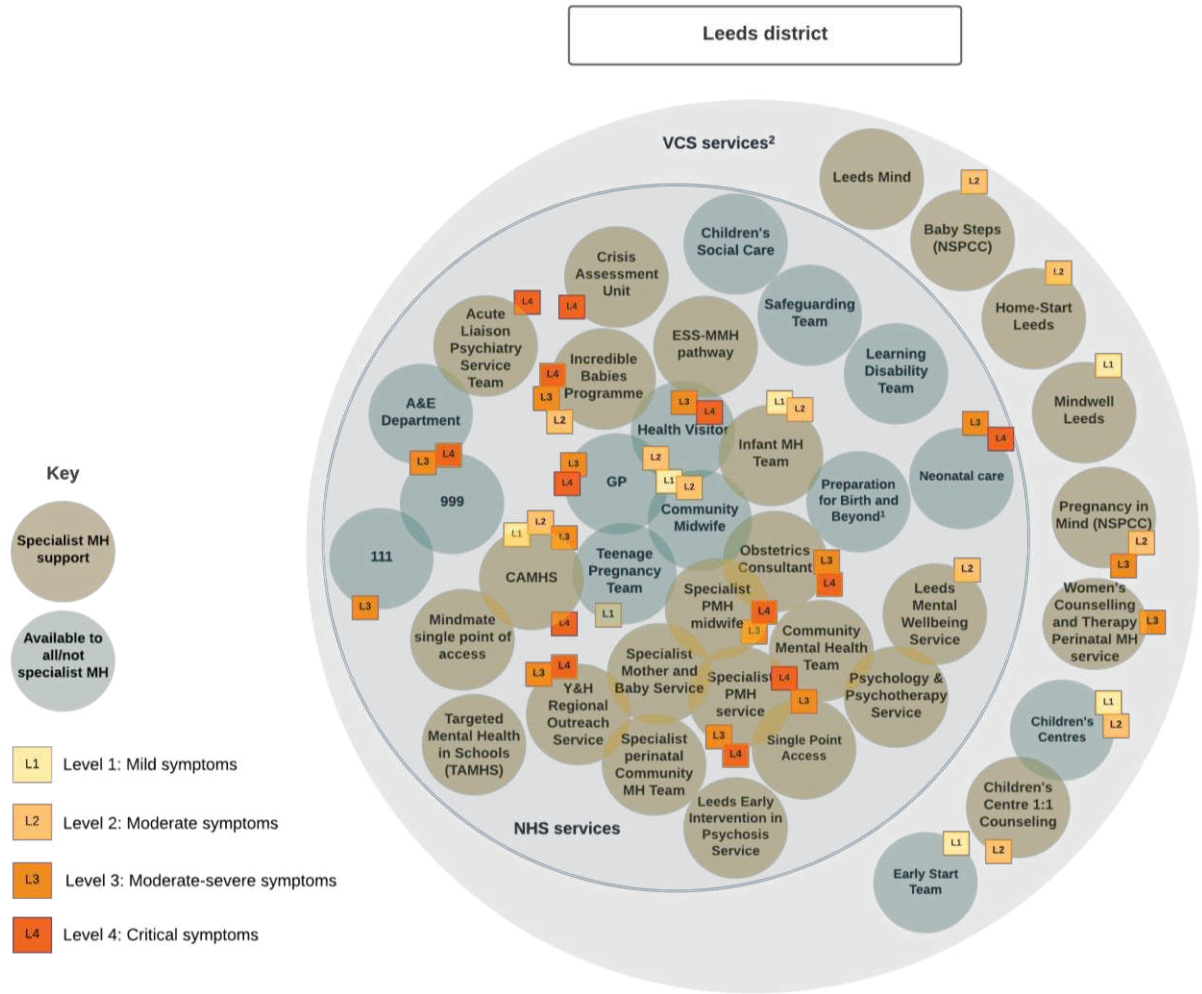 Leeds district
VCS services²
Leeds Mind
L2
Baby Steps
(NSPCC)
L2
Home-Start
Leeds
L1
Mindwell
Leeds
Pregnancy in
Mind (NSPCC)
L2
L3
Women's
Counselling
and Therapy
Perinatal MH
service
L3
L1
L2
Children's
Centres
Children's
Centre 1:1
Counseling
L2
L1
Early Start
Team
Children's
Social Care
Crisis
Assessment
Unit
L4
L4
Acute
Liaison
Psychiatry
Service
Team
Safeguarding
Team
ESS-MMH
pathway
Learning
Disability
Team
Incredible
Babies
Programme
L4
L3
L2
A&E
Department
L3
L4
L3
L4
Health Visitor
L2
L1
L2
Infant MH
Team
L1
L2
L3
L4
Neonatal care
GP
L3
L4
999
111
L3
Community
Midwife
Preparation
for Birth and
Beyond¹
L1
L2
L3
CAMHS
L4
Teenage
Pregnancy
Team
L1
Obstetrics
Consultant
L3
L4
Specialist
PMH
midwife
L4
L3
L2
Leeds
Mental
Wellbeing
Service
Mindmate
single point of
access
Community
Mental Health
Team
Specialist
Mother and
Baby Service
Specialist
PMH
service
L4
L3
Psychology &
Psychotherapy
Service
L3
L4
Y&H
Regional
Outreach
Service
Targeted
Mental Health
in Schools
(TAMHS)
Specialist
perinatal
Community
MH Team
L3
L4
Single Point
Access
Leeds Early
Intervention in
Psychosis
Service
NHS services
Key
Specialist MH
support
Available to
all/not
specialist MH
L1 Level 1: Mild symptoms
L2 Level 2: Moderate symptoms
L3 Level 3: Moderate-severe symptoms
L4 Level 4: Critical symptoms